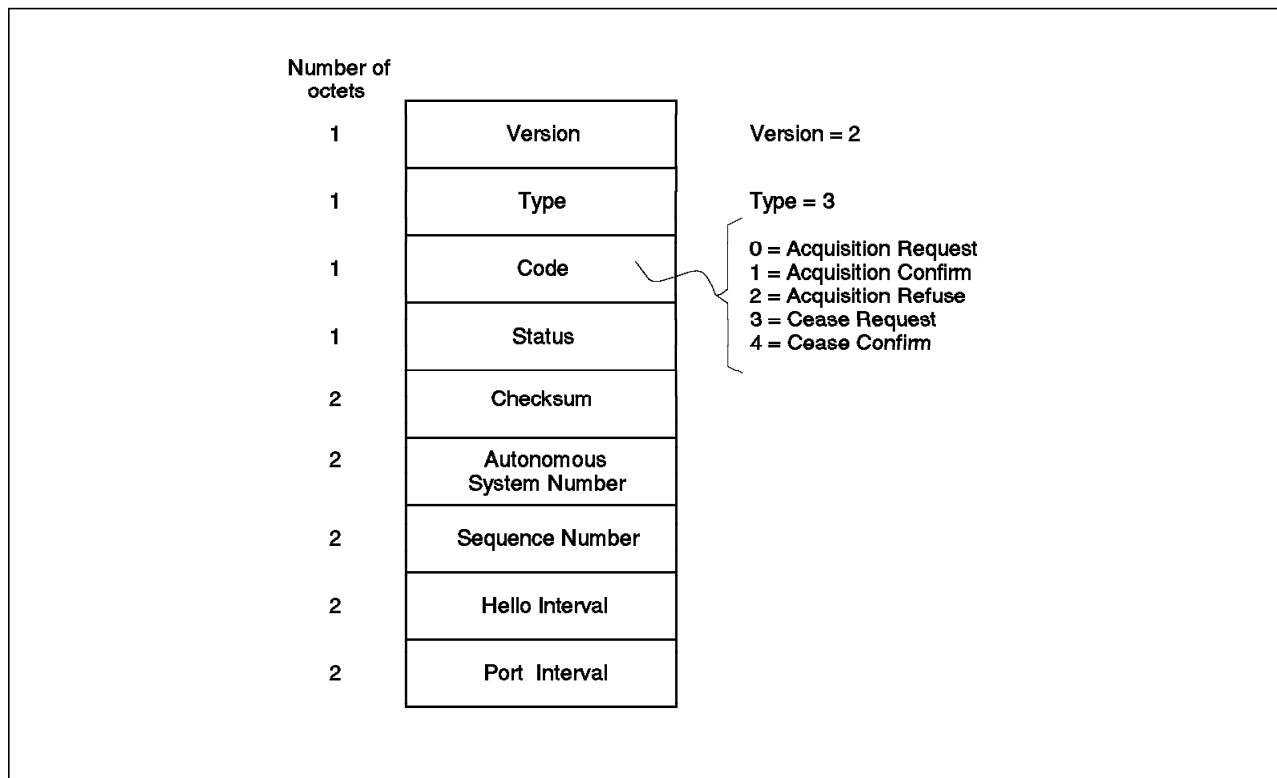 Number of
octets
1 Version Version = 2
1 Type Type = 3
1 Code
0 = Acquisition Request
1 = Acquisition Confirm
2 = Acquisition Refuse
3 = Cease Request
4 = Cease Confirm
1 Status
2 Checksum
2 Autonomous
System Number
2 Sequence Number
2 Hello Interval
2 Port Interval